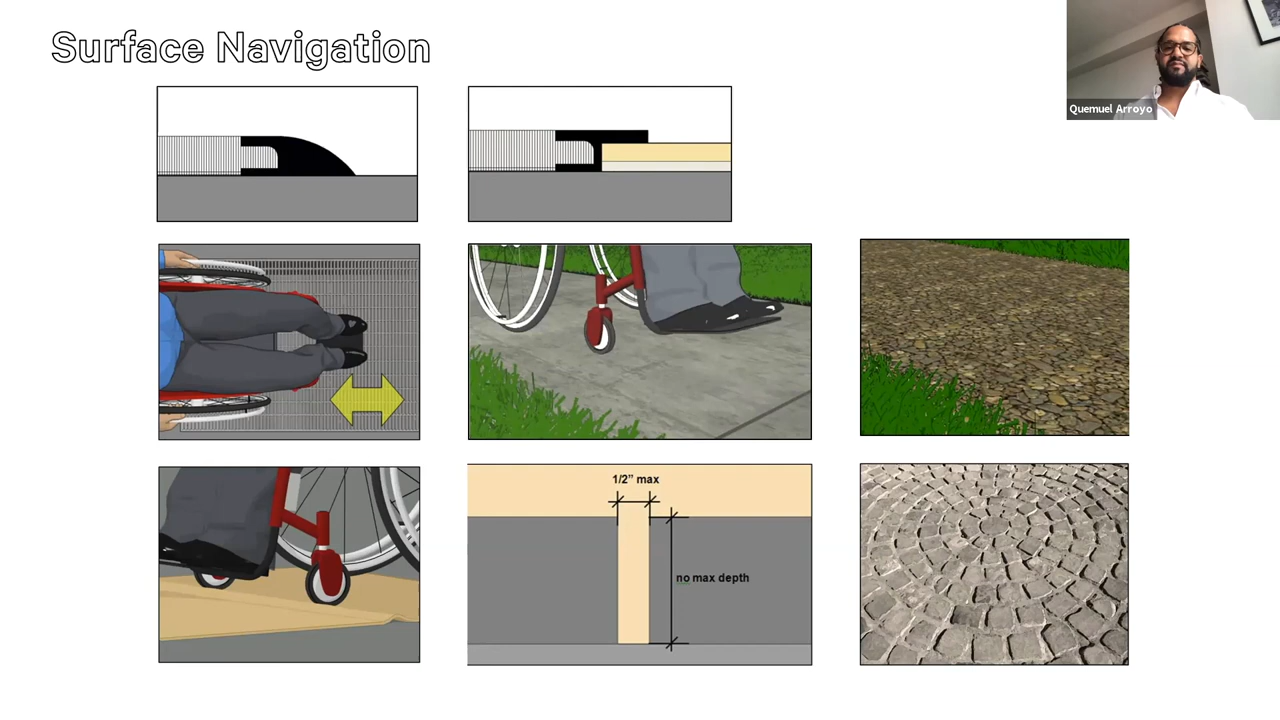 Surface Navigation
Quemuel Arroyo
1/2” max
no max depth